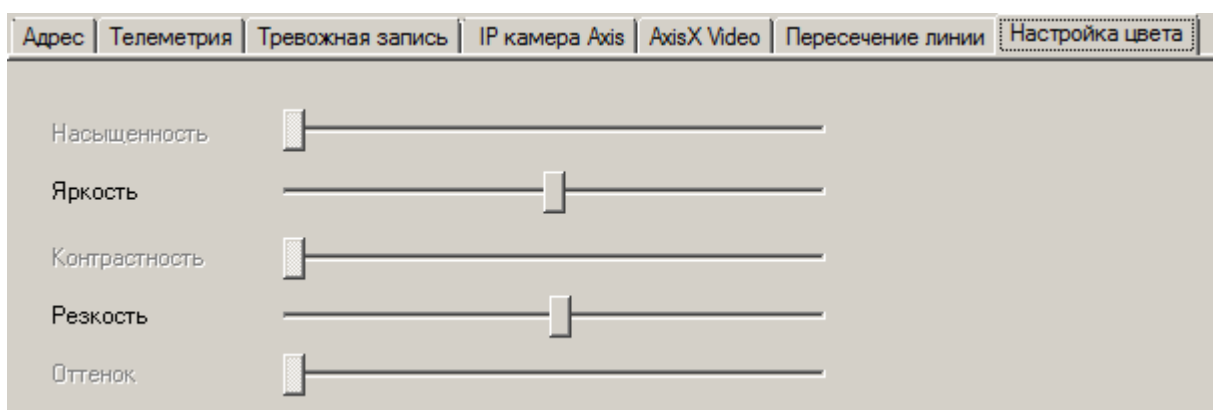 Адрес Телеметрия Тревожная запись IP камера Axis AxisX Video Пересечение линии Настройка цвета
Насыщенность
Яркость
Контрастность
Резкость
Оттенок